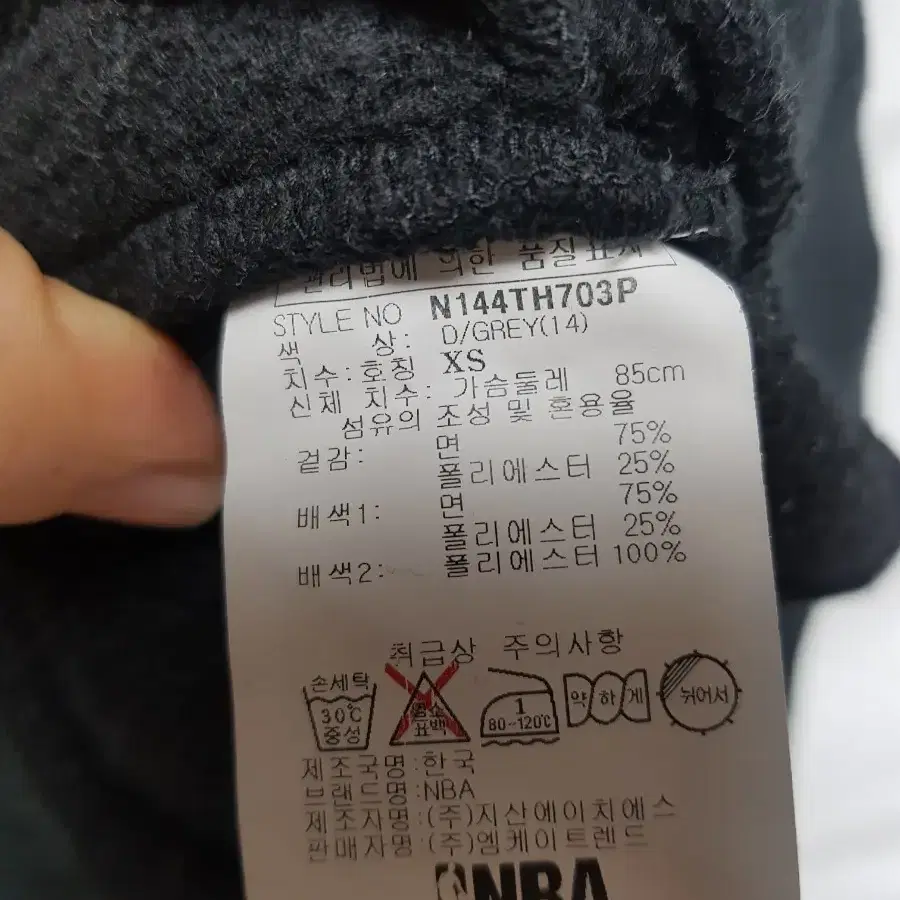 관리법에 의한 품질표시
STYLE NO N144TH703P
색 상: D/GREY(14)
치수: 호칭 XS
신체 치수: 가슴둘레 85cm
섬유의 조성 및 혼용율
겉감: 면 75%
폴리에스터 25%
배색1: 면 75%
폴리에스터 25%
배색2: 폴리에스터 100%
취급상 주의사항
손세탁 30℃ 중성
염소 표백
1 80-120℃
약하게
뉘어서
제조국명:한국
브랜드명:NBA
제조자명:(주)지산에이치에스
판매자명:(주)엠케이트렌드
NBA